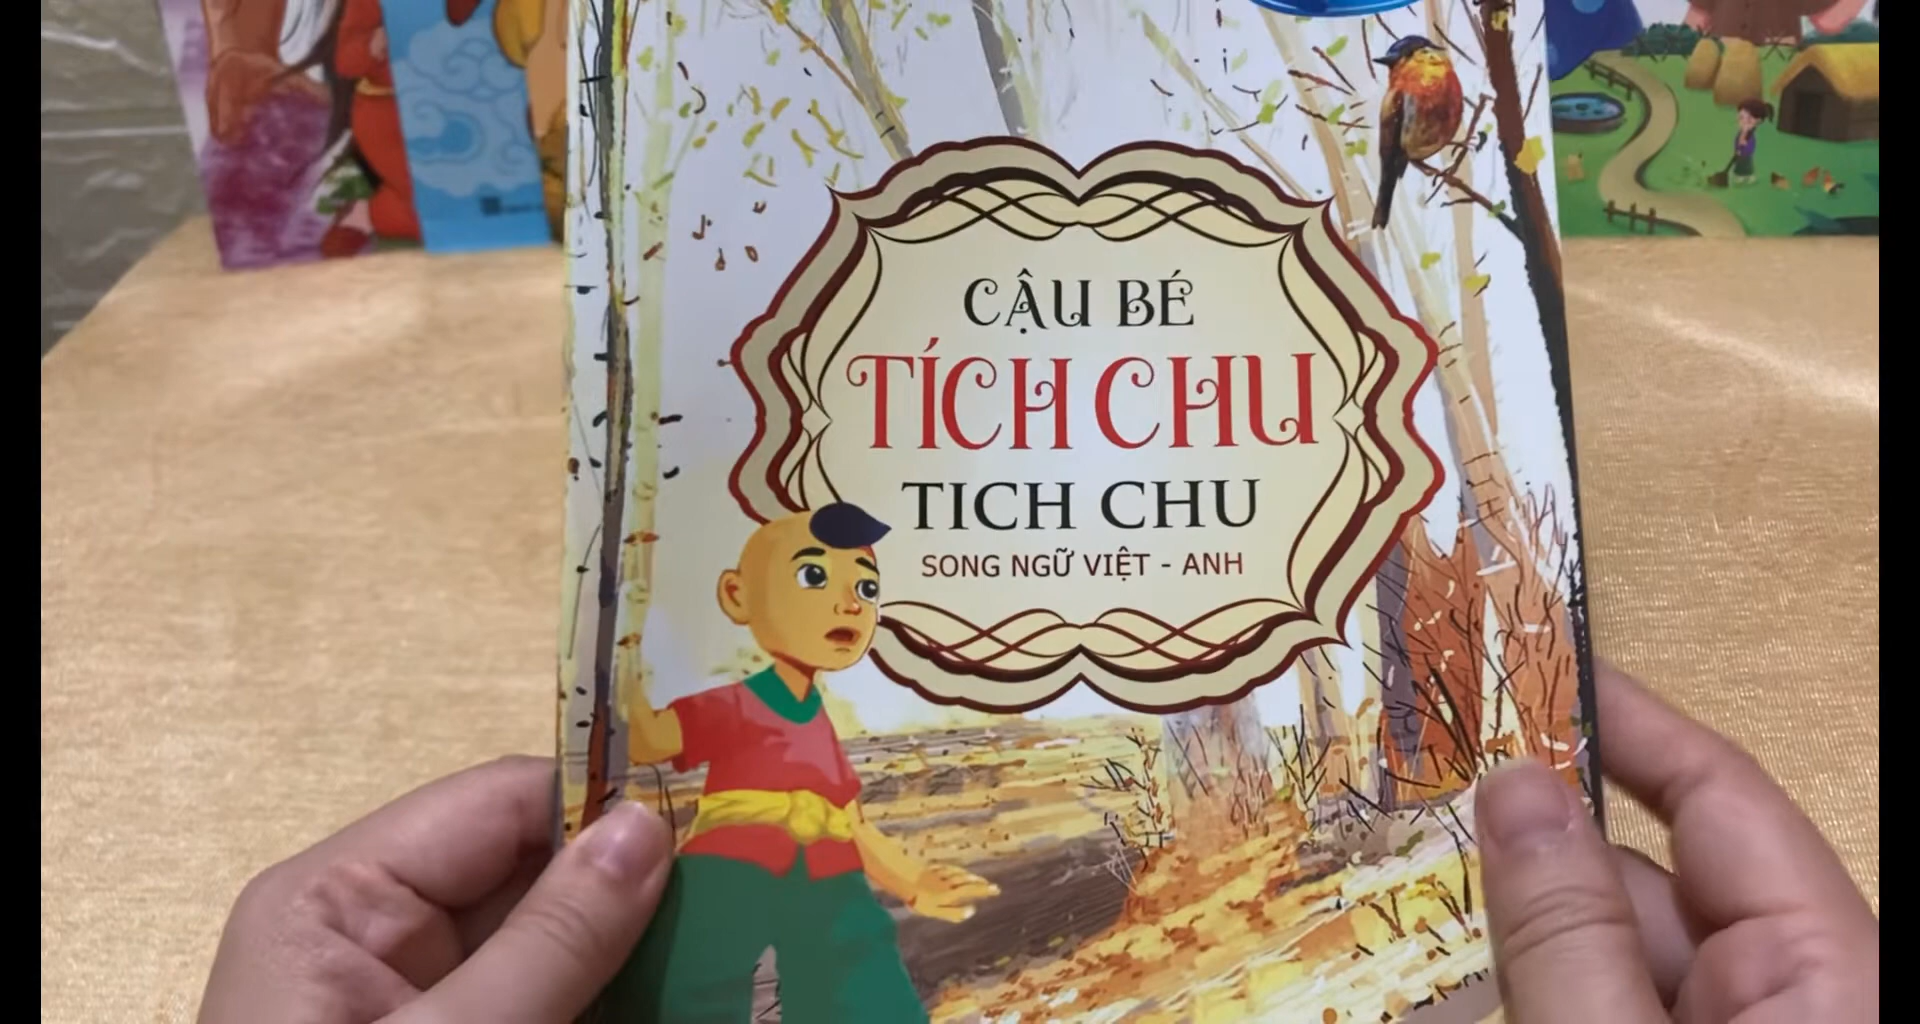 CẬU BÉ
TÍCH CHU
TICH CHU
SONG NGỮ VIỆT - ANH